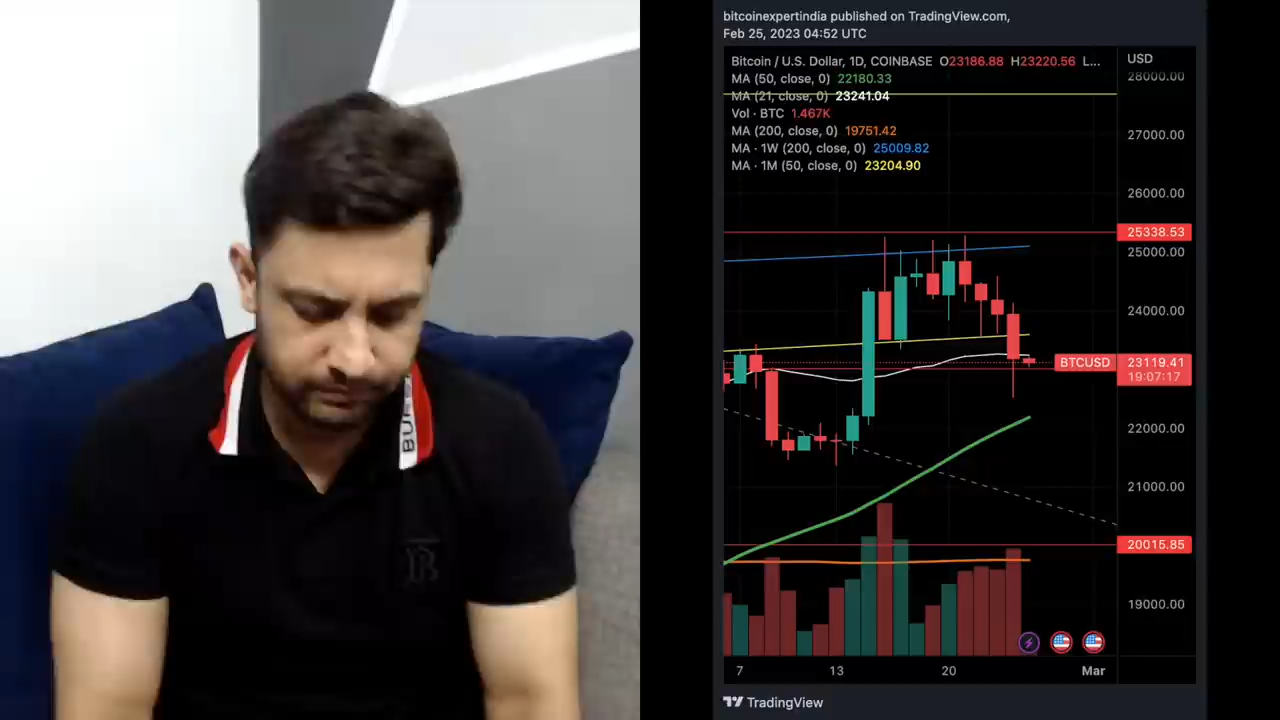 bitcoinexpertindia published on TradingView.com,
Feb 25, 2023 04:52 UTC
Bitcoin / U.S. Dollar, 1D, COINBASE O23186.88 H23220.56 L...
USD
MA (50, close, 0) 22180.33
28000.00
MA (21, close, 0) 23241.04
Vol · BTC 1.467K
MA (200, close, 0) 19751.42
27000.00
MA · 1W (200, close, 0) 25009.82
MA · 1M (50, close, 0) 23204.90
26000.00
25338.53
25000.00
24000.00
BTCUSD 23119.41
19:07:17
22000.00
21000.00
20015.85
19000.00
7 13 20 Mar
TradingView